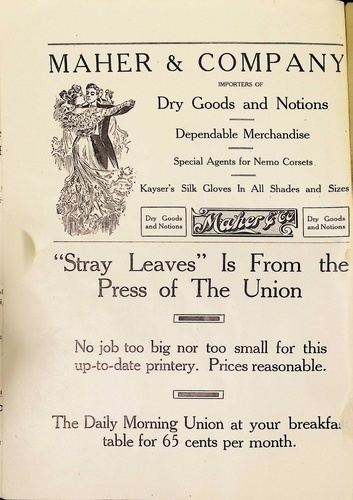 MAHER & COMPANY
IMPORTERS OF
Dry Goods and Notions
Dependable Merchandise
Special Agents for Nemo Corsets
Kayser's Silk Gloves In All Shades and Sizes
Dry Goods and Notions
Maher & Co
Dry Goods and Notions
"Stray Leaves" Is From the
Press of The Union
No job too big nor too small for this
up-to-date printery. Prices reasonable.
The Daily Morning Union at your breakfa
table for 65 cents per month.